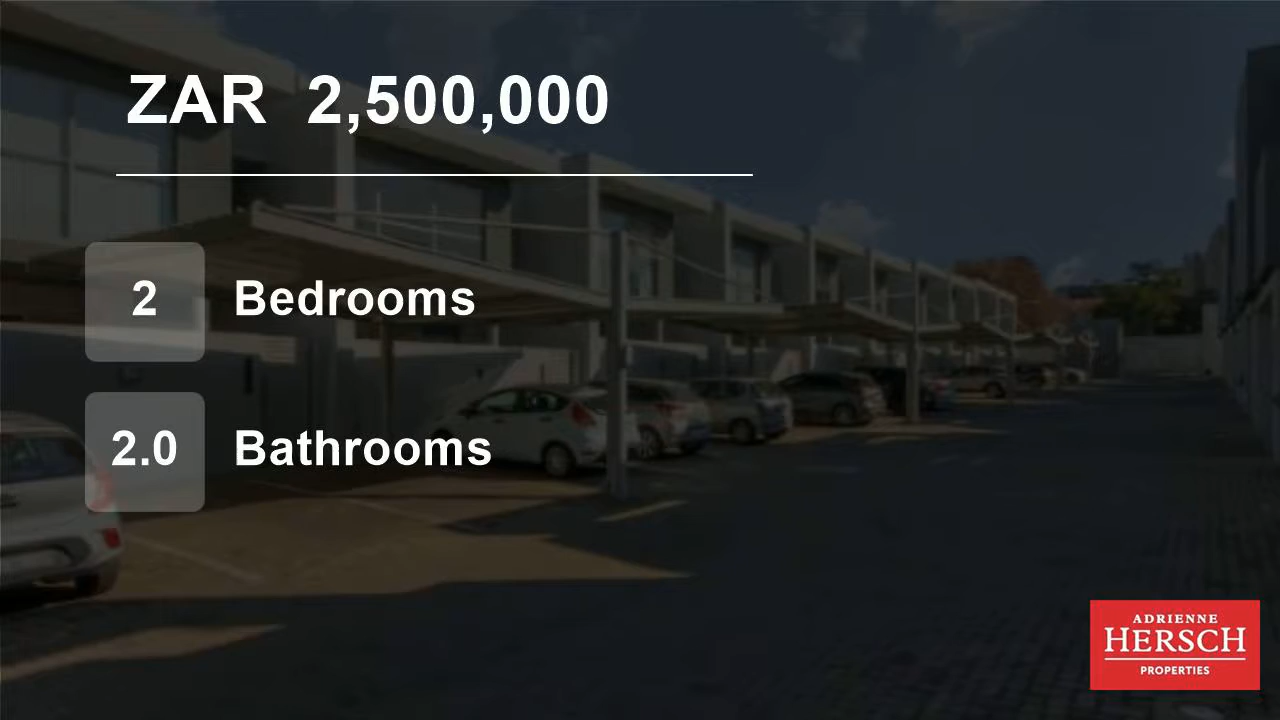 ZAR 2,500,000
2 Bedrooms
2.0 Bathrooms
ADRIENNE
HERSCH
PROPERTIES